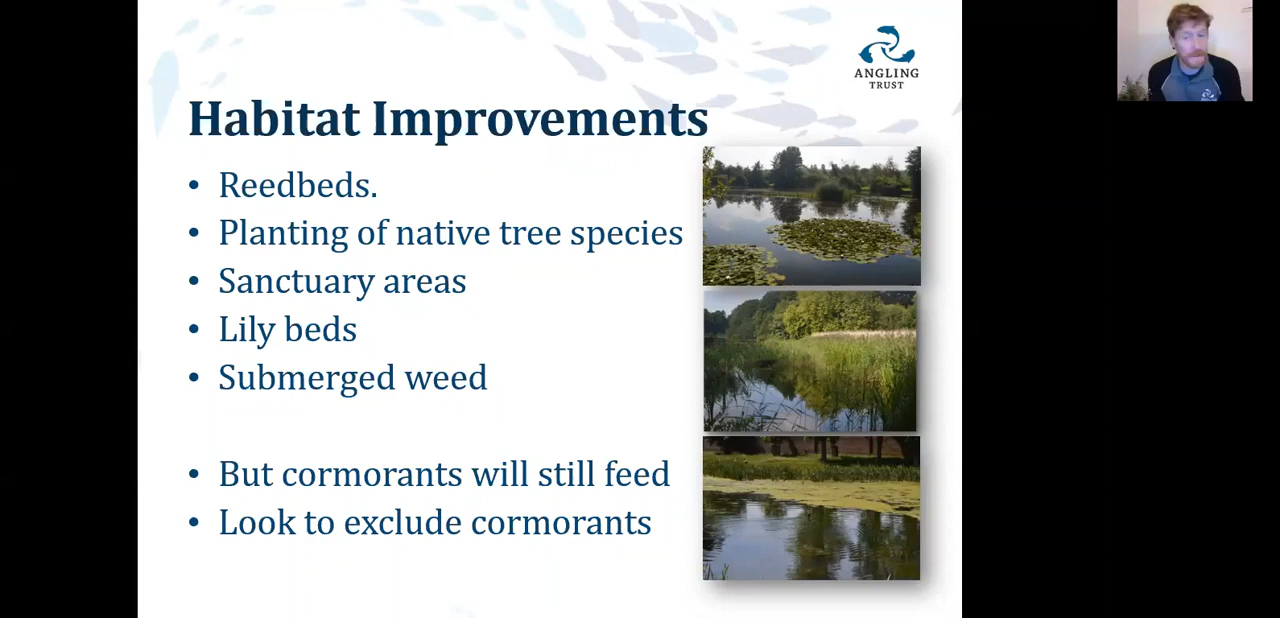 ANGLING
TRUST
Habitat Improvements
• Reedbeds.
• Planting of native tree species
• Sanctuary areas
• Lily beds
• Submerged weed
• But cormorants will still feed
• Look to exclude cormorants